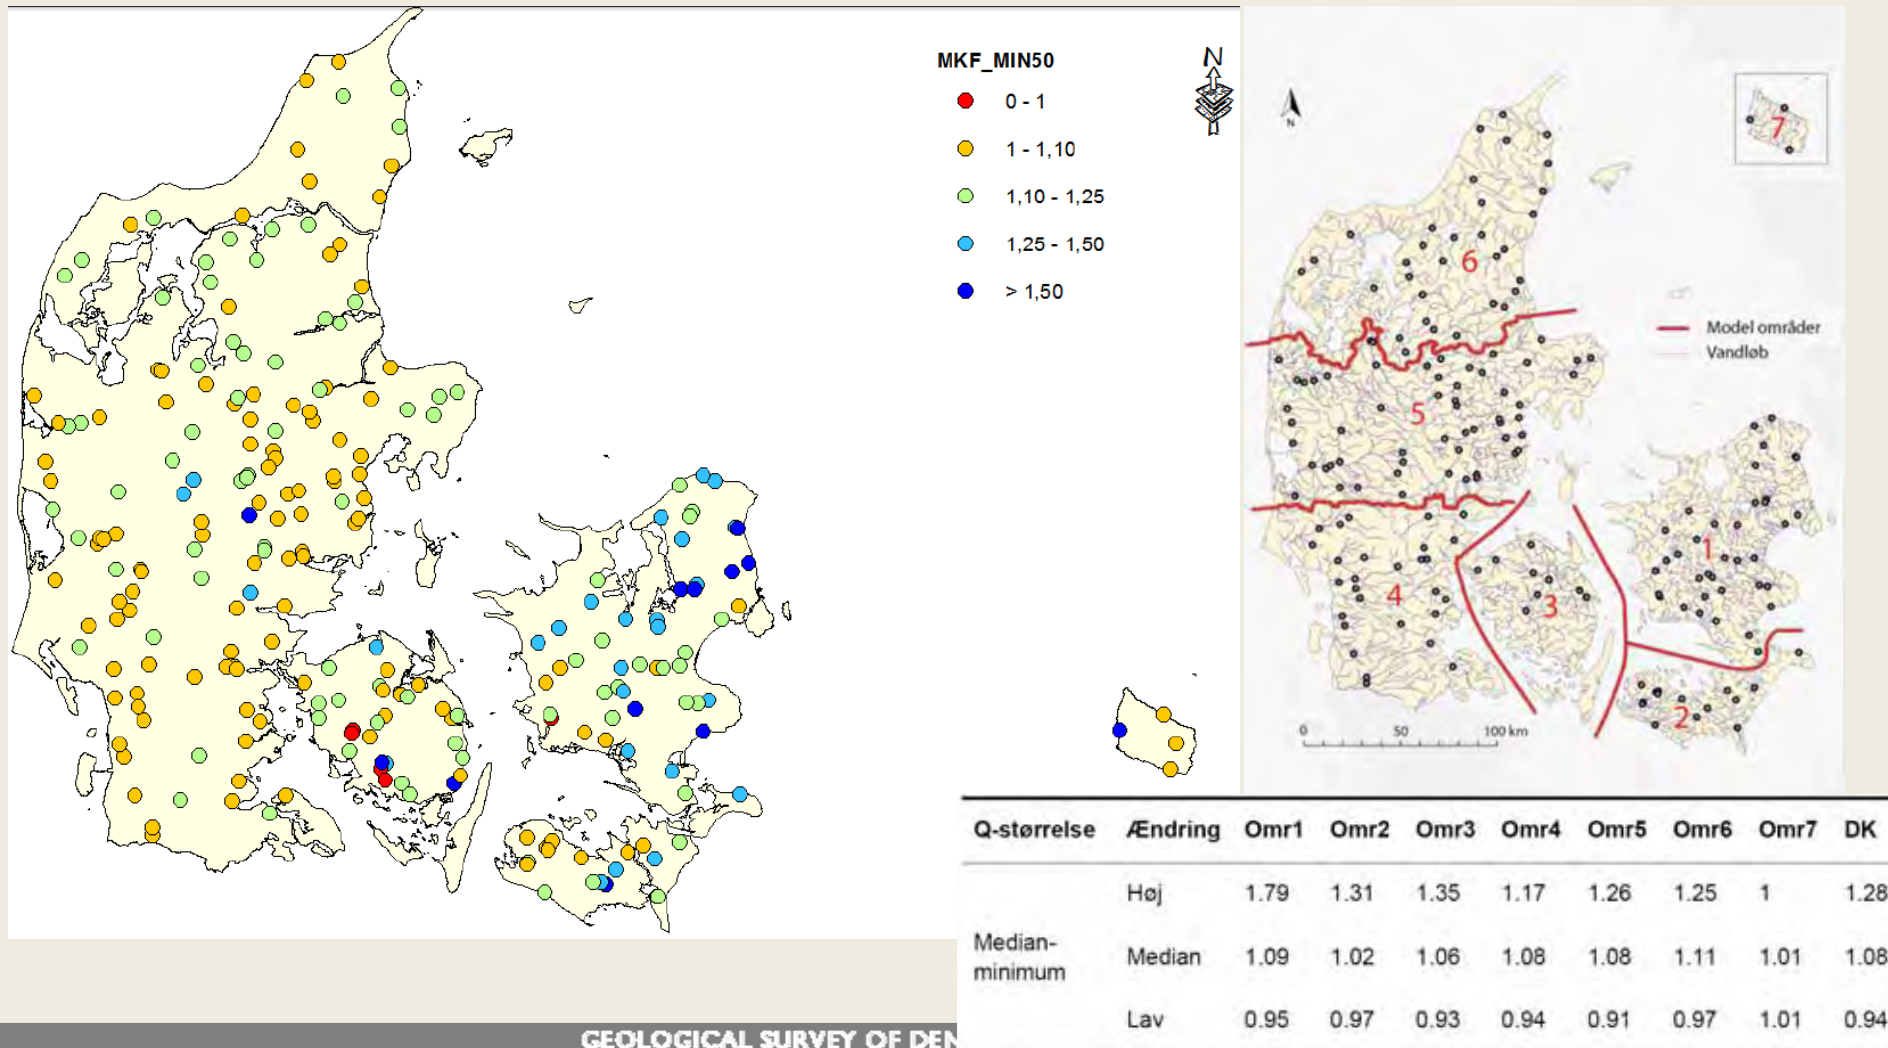 MKF_MIN50
0 - 1
1 - 1,10
1,10 - 1,25
1,25 - 1,50
> 1,50
N
N
7
6
5
4
3
1
2
Model områder
Vandløb
0 50 100 km
Q-størrelse Ændring Omr1 Omr2 Omr3 Omr4 Omr5 Omr6 Omr7 DK
Høj 1.79 1.31 1.35 1.17 1.26 1.25 1 1.28
Median-
minimum
Median 1.09 1.02 1.06 1.08 1.08 1.11 1.01 1.08
Lav 0.95 0.97 0.93 0.94 0.91 0.97 1.01 0.94
GEOLOGICAL SURVEY OF DEN